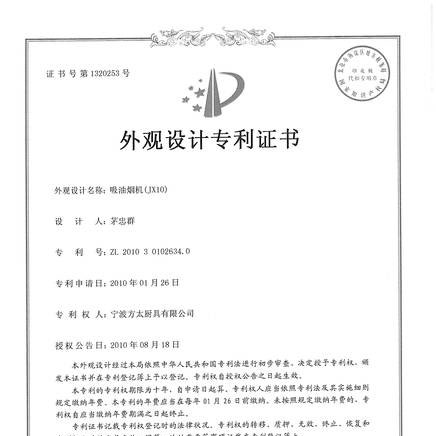 证书号第1320253号
外观设计专利证书
外观设计名称：吸油烟机(JX10)
设 计 人：茅忠群
专 利 号：ZL 2010 3 0102634.0
专利申请日：2010年01月26日
专 利 权 人：宁波方太厨具有限公司
授权公告日：2010年08月18日
本外观设计经过本局依照中华人民共和国专利法进行初步审查，决定授予专利权，颁
发本证书并在专利登记簿上予以登记。专利权自授权公告之日起生效。
本专利的专利权期限为十年，自申请日起算。专利权人应当依照专利法及其实施细则
规定缴纳年费。本专利的年费应当在每年01月26日前缴纳。未按照规定缴纳年费的，专
利权自应当缴纳年费期满之日起终止。
专利证书记载专利权登记时的法律状况。专利权的转移、质押、无效、终止、恢复和